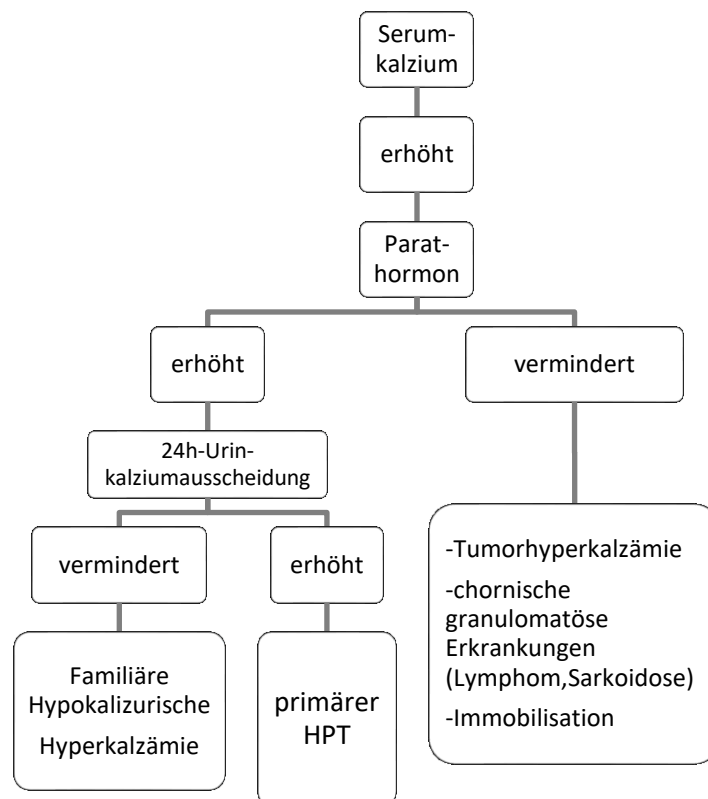 Serum-
kalzium
erhöht
Parat-
hormon
erhöht
vermindert
24h-Urin-
kalziumausscheidung
vermindert
erhöht
Familiäre
Hypokalizurische
Hyperkalzämie
primärer
HPT
-Tumorhyperkalzämie
-chornische
granulomatöse
Erkrankungen
(Lymphom,Sarkoidose)
-Immobilisation